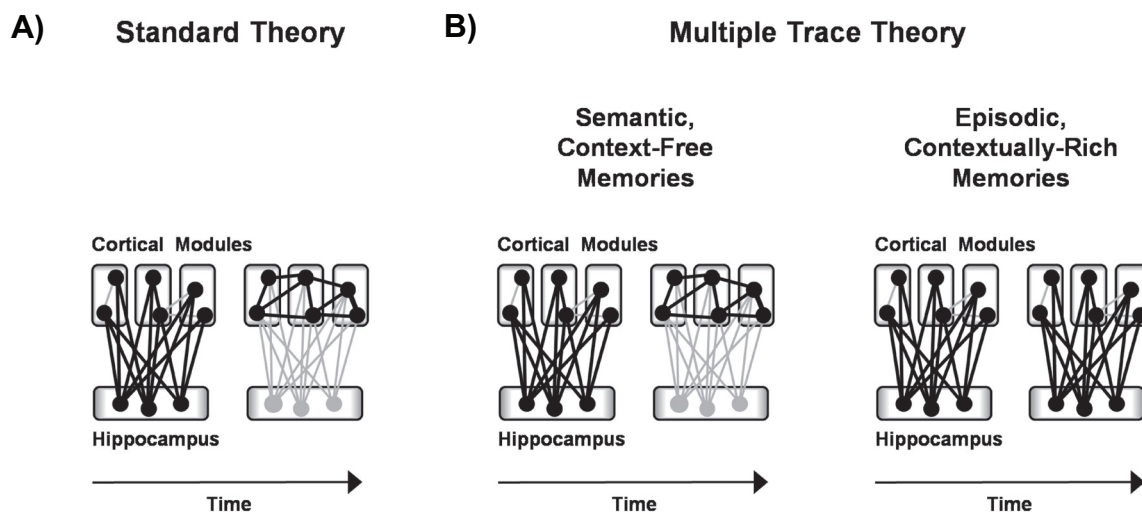 A)
Standard Theory
B)
Multiple Trace Theory
Semantic,
Context-Free
Memories
Episodic,
Contextually-Rich
Memories
Cortical Modules
Hippocampus
Time
Cortical Modules
Hippocampus
Time
Cortical Modules
Hippocampus
Time